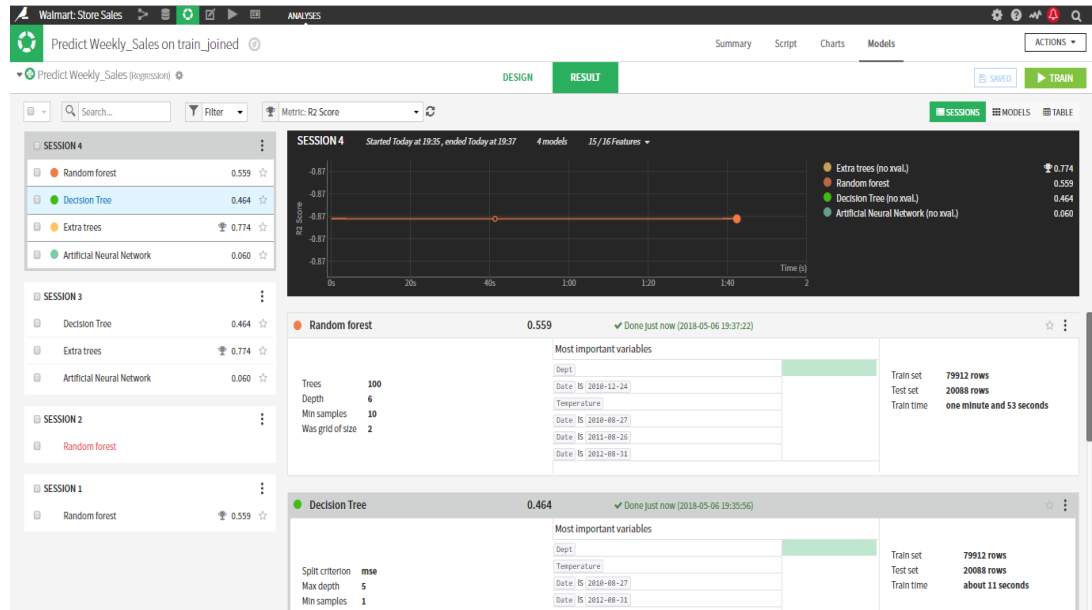 Walmart: Store Sales
ANALYSES
Predict Weekly_Sales on train_joined
Summary Script Charts Models
ACTIONS
Predict Weekly_Sales (Regression)
DESIGN RESULT
SAVED TRAIN
Search... Filter Metric: R2 Score
SESSIONS MODELS TABLE
SESSION 4
Random forest 0.559
Decision Tree 0.464
Extra trees 0.774
Artificial Neural Network 0.060
SESSION 3
Decision Tree 0.464
Extra trees 0.774
Artificial Neural Network 0.060
SESSION 2
Random forest
SESSION 1
Random forest 0.559
SESSION 4 Started Today at 19:35, ended Today at 19:37 4 models 15 / 16 Features
R2 Score
-0.87
-0.87
-0.87
-0.87
-0.87
Time (s)
0s 20s 40s 1:00 1:20 1:40 2
Extra trees (no xval.) 0.774
Random forest 0.559
Decision Tree (no xval.) 0.464
Artificial Neural Network (no xval.) 0.060
Random forest 0.559 Done just now (2018-05-06 19:37:22)
Trees 100
Depth 6
Min samples 10
Was grid of size 2
Most important variables
Dept
Date is 2010-12-24
Temperature
Date is 2010-08-27
Date is 2011-08-26
Date is 2012-08-31
Train set 79912 rows
Test set 20088 rows
Train time one minute and 53 seconds
Decision Tree 0.464 Done just now (2018-05-06 19:35:56)
Split criterion mse
Max depth 5
Min samples 1
Most important variables
Dept
Temperature
Date is 2010-08-27
Date is 2012-08-31
Train set 79912 rows
Test set 20088 rows
Train time about 11 seconds